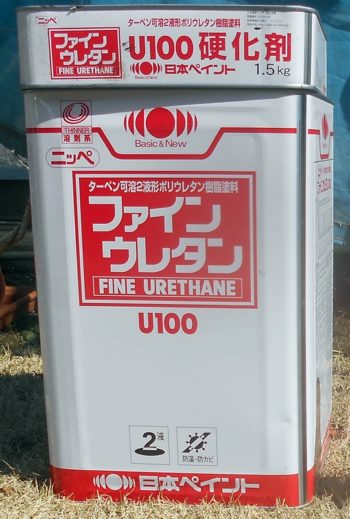 ニッペ
ターペン可溶2液形ポリウレタン樹脂塗料
ファイン
ウレタン
FINE URETHANE
U100 硬化剤
Basic & New
日本ペイント
1.5kg
THINNER
溶剤系
ニッペ
Basic & New
ターペン可溶2液形ポリウレタン樹脂塗料
ファイン
ウレタン
FINE URETHANE
U100
2液
防藻・防カビ
日本ペイント